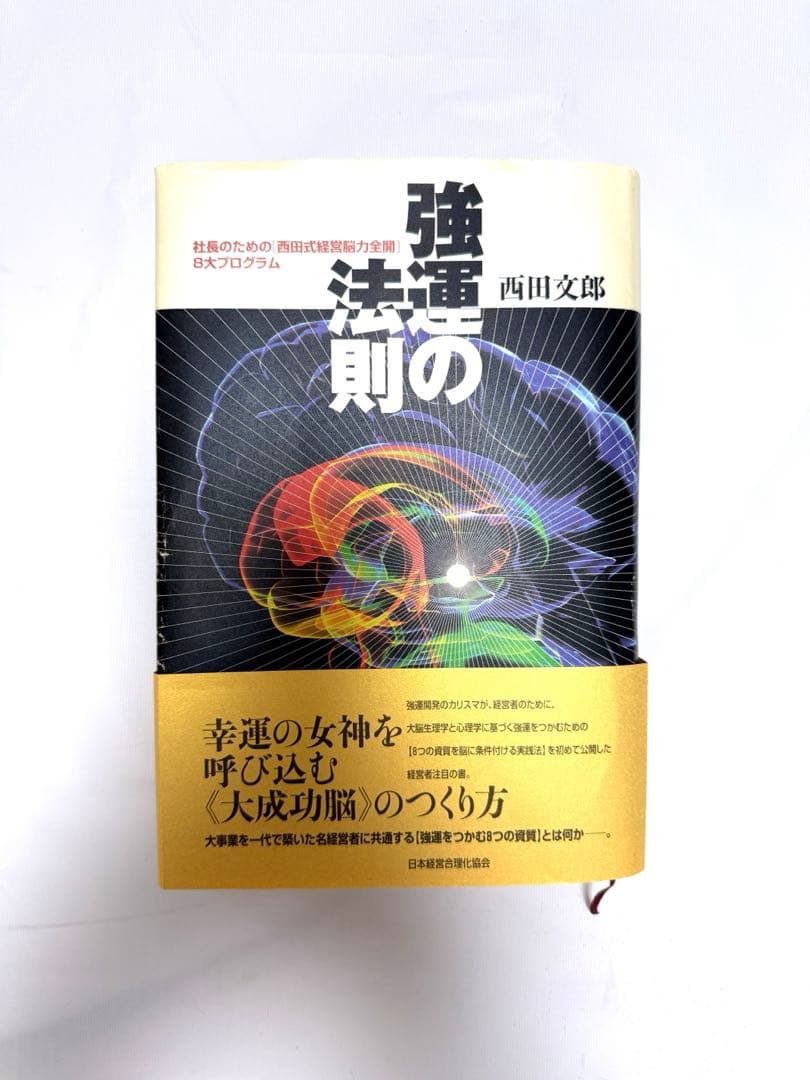 強運の
法則
社長のための[西田式経営脳力全開]
8大プログラム
西田文郎
幸運の女神を
呼び込む
《大成功脳》のつくり方
強運開発のカリスマが、経営者のために、
大脳生理学と心理学に基づく強運をつかむための
【8つの資質を脳に条件付ける実践法】を初めて公開した
経営者注目の書。
大事業を一代で築いた名経営者に共通する【強運をつかむ8つの資質】とは何か──。
日本経営合理化協会